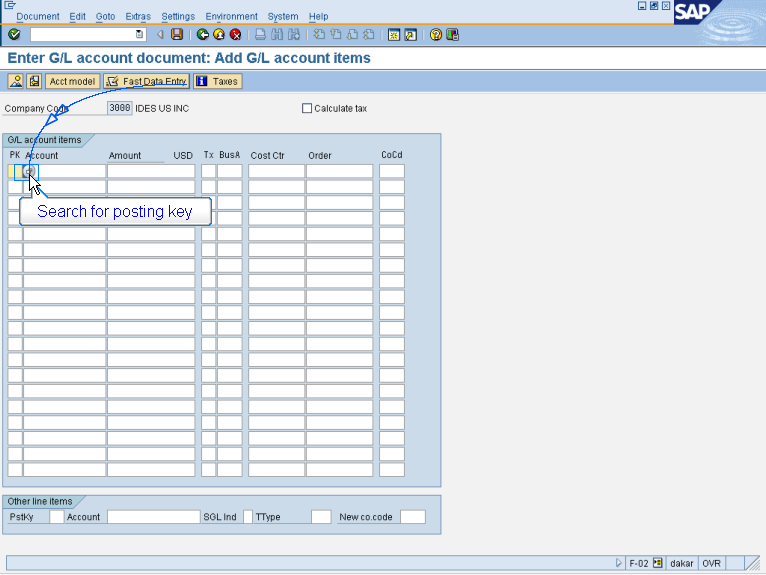 Document Edit Goto Extras Settings Environment System Help
SAP
Enter G/L account document: Add G/L account items
Acct model Fast Data Entry Taxes
Company Code 3000 IDES US INC Calculate tax
G/L account items
PK Account Amount USD Tx BusA Cost Ctr Order CoCd
Search for posting key
Other line items
PstKy Account SGL Ind TType New co.code
F-02 dakar OVR